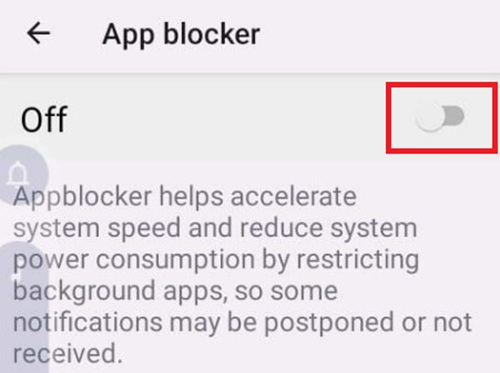 App blocker
Off
Appblocker helps accelerate
system speed and reduce system
power consumption by restricting
background apps, so some
notifications may be postponed or not
received.